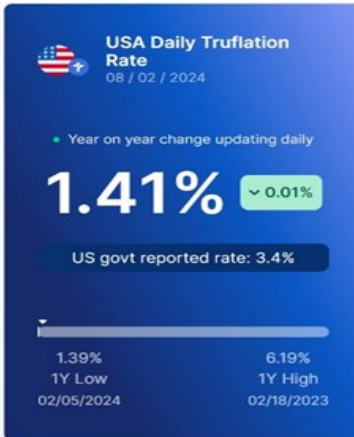 USA Daily Truflation
Rate
08 / 02 / 2024
Year on year change updating daily
1.41% 0.01%
US govt reported rate: 3.4%
1.39% 6.19%
1Y Low 1Y High
02/05/2024 02/18/2023